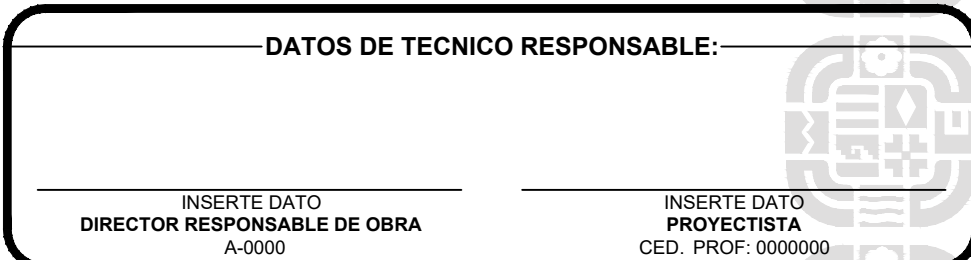 DATOS DE TECNICO RESPONSABLE:
INSERTE DATO
DIRECTOR RESPONSABLE DE OBRA
A-0000
INSERTE DATO
PROYECTISTA
CED. PROF: 0000000